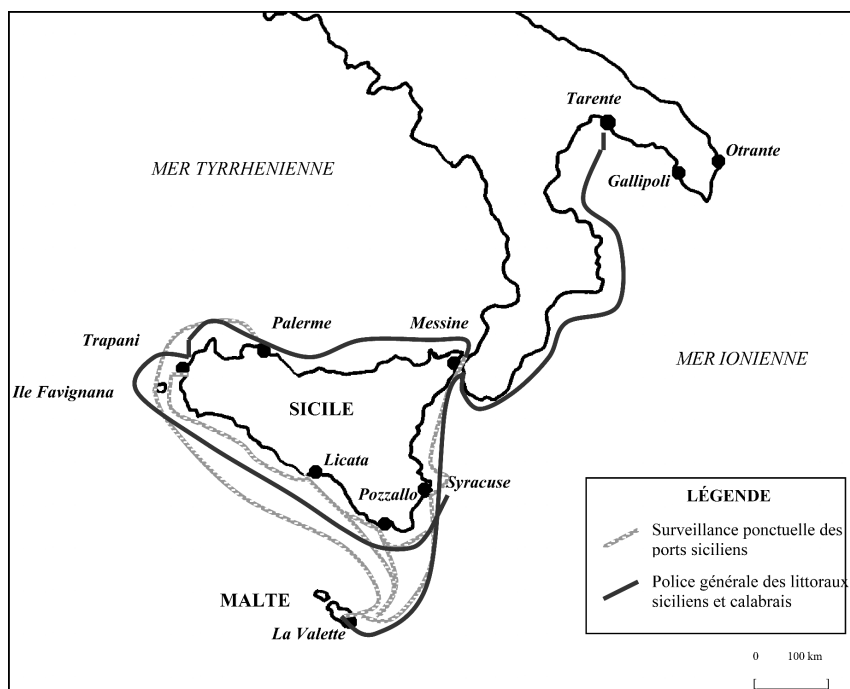 Tarente
Otrante
MER TYRRHENIENNE
Gallipoli
Palerme
Messine
Trapani
MER IONIENNE
Ile Favignana
SICILE
Licata
Pozzallo
Syracuse
LÉGENDE
Surveillance ponctuelle des
ports siciliens
Police générale des littoraux
siciliens et calabrais
MALTE
La Valette
0 100 km